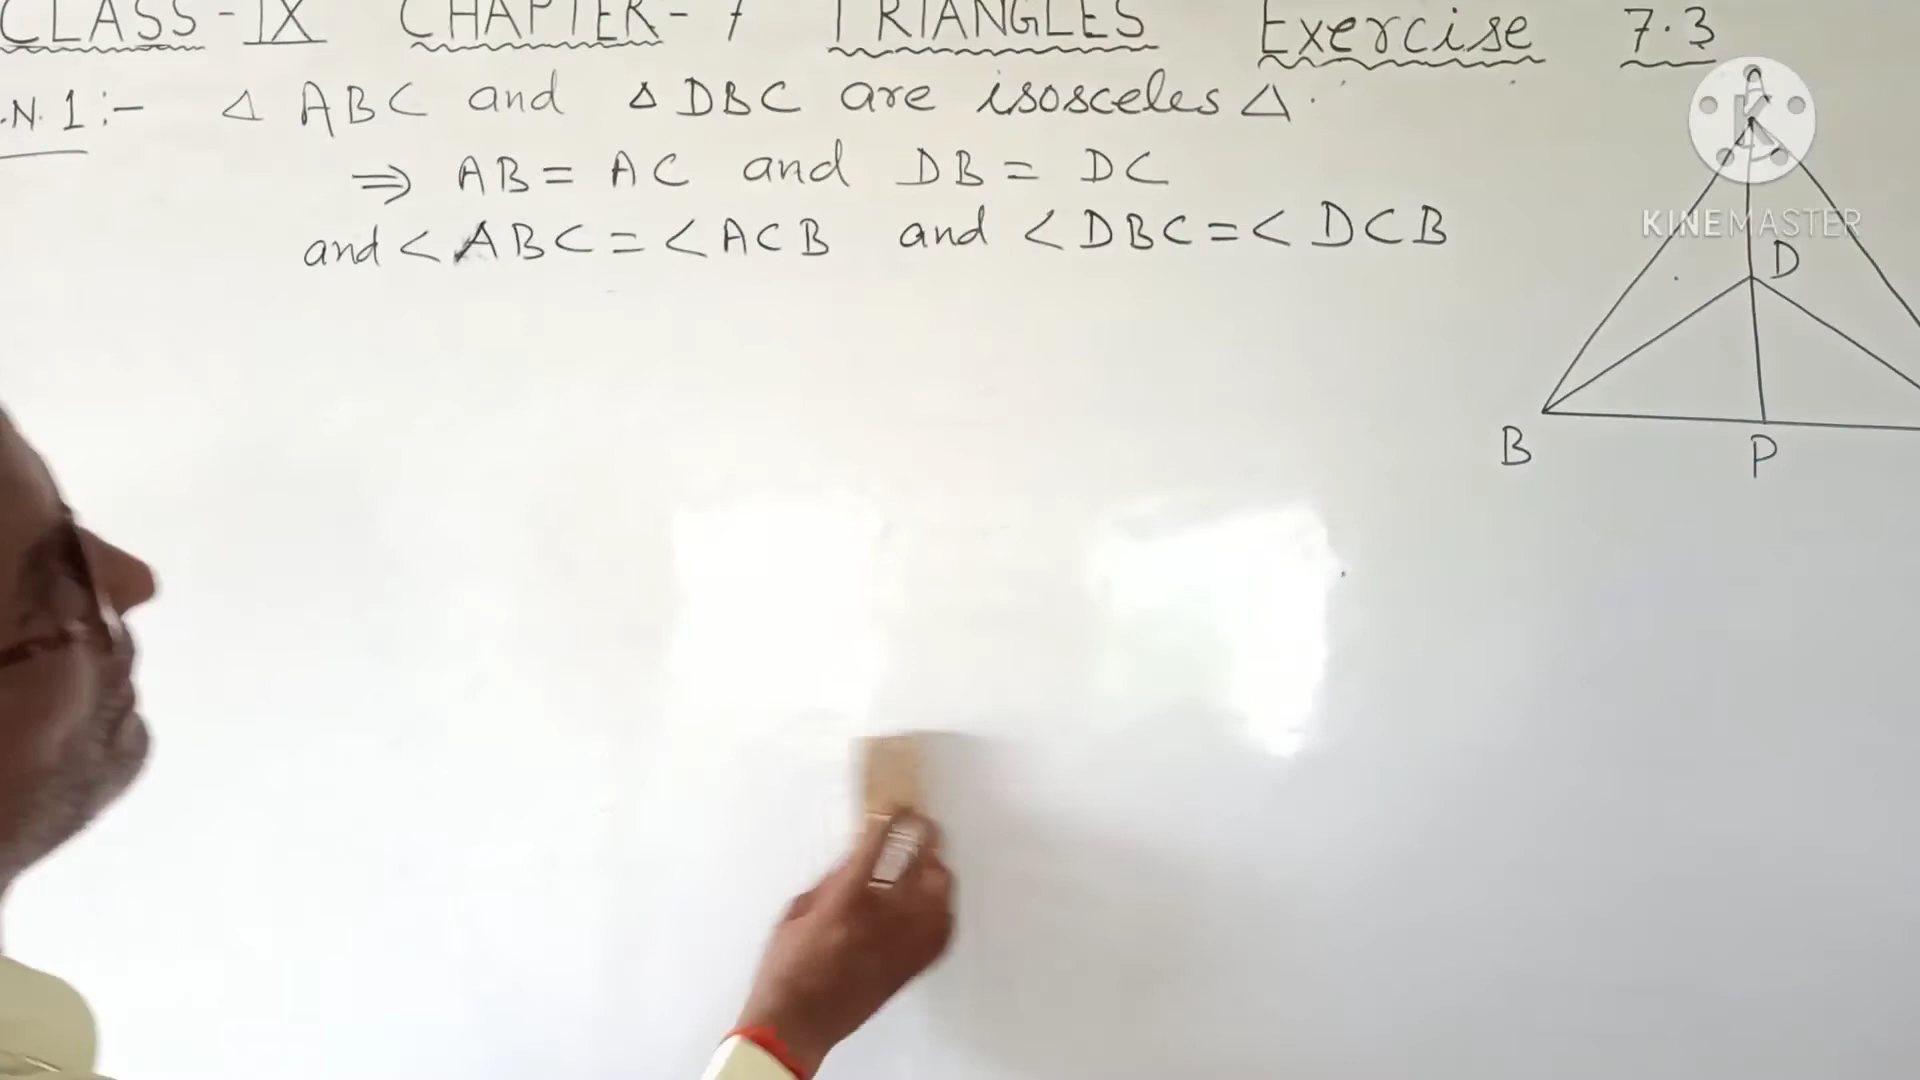 CLASS-IX CHAPTER-7 TRIANGLES Exercise 7.3
.N. 1:- △ ABC and △ DBC are isosceles △.
⇒ AB = AC and DB = DC
and < ABC = < ACB and < DBC = < DCB
K
KINEMASTER
D
B
P